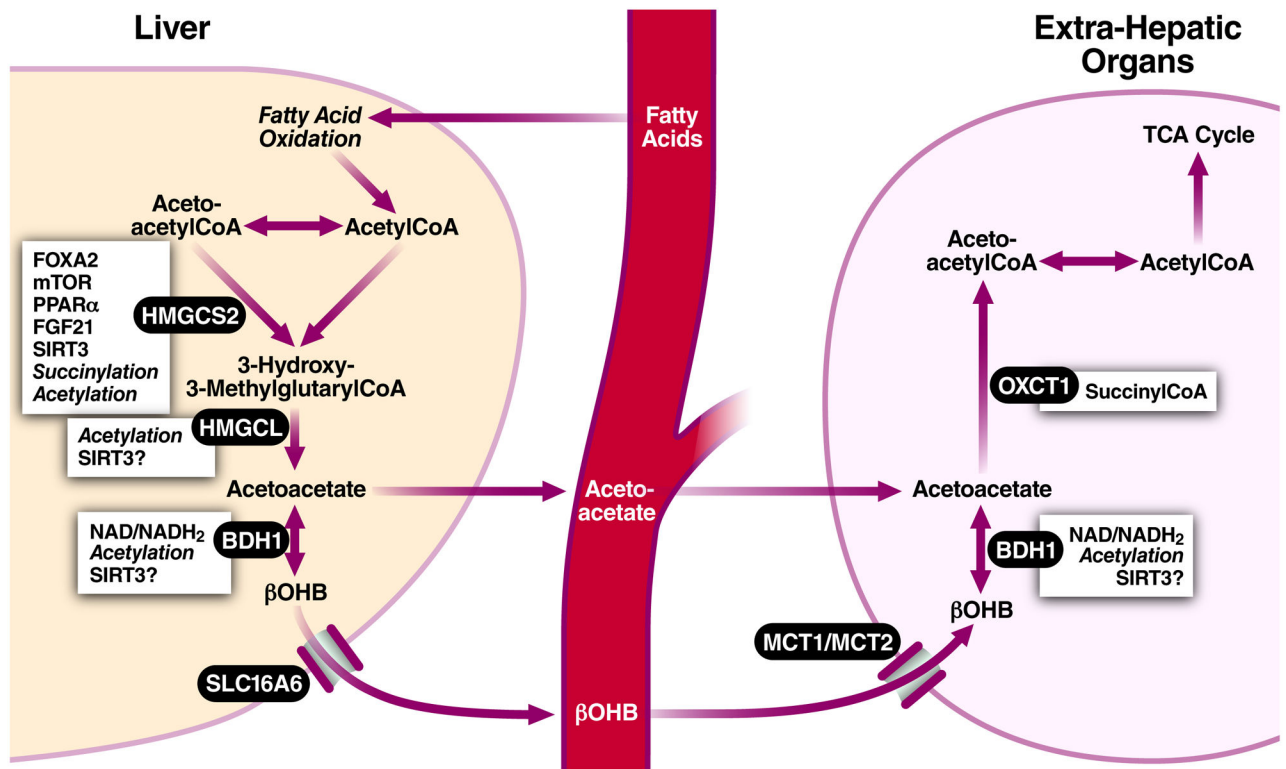 Liver
Fatty Acid
Oxidation
Aceto-
acetylCoA
AcetylCoA
FOXA2
mTOR
PPARα
FGF21
SIRT3
Succinylation
Acetylation
HMGCS2
3-Hydroxy-
3-MethylglutarylCoA
Acetylation
SIRT3?
HMGCL
Acetoacetate
NAD/NADH₂
Acetylation
SIRT3?
BDH1
βOHB
SLC16A6
Fatty
Acids
Aceto-
acetate
βOHB
Extra-Hepatic
Organs
TCA Cycle
Aceto-
acetylCoA
AcetylCoA
OXCT1
SuccinylCoA
Acetoacetate
BDH1
NAD/NADH₂
Acetylation
SIRT3?
βOHB
MCT1/MCT2